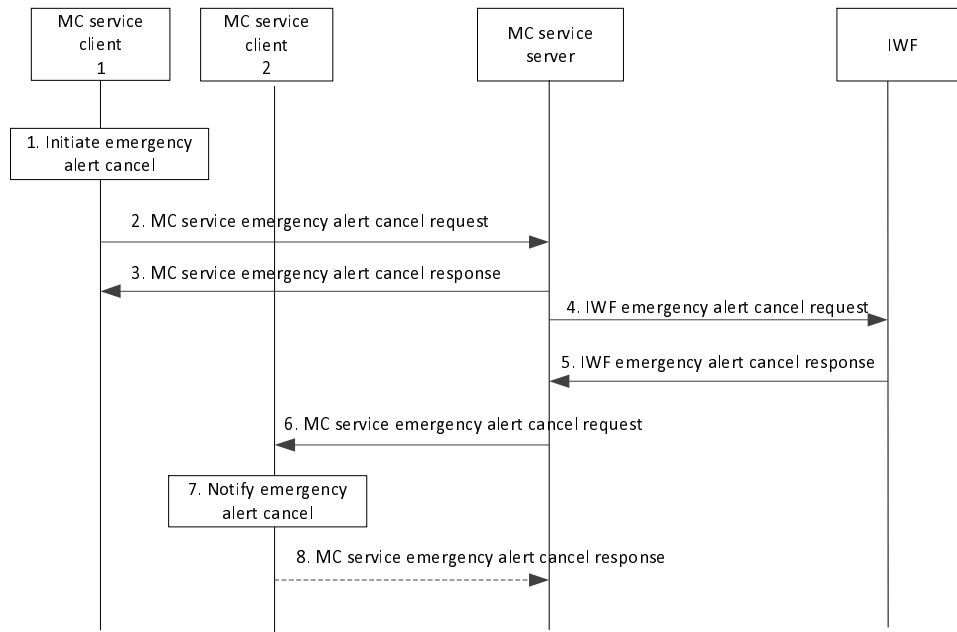 MC service
client
1
MC service
client
2
MC service
server
IWF
1. Initiate emergency
alert cancel
2. MC service emergency alert cancel request
3. MC service emergency alert cancel response
4. IWF emergency alert cancel request
5. IWF emergency alert cancel response
6. MC service emergency alert cancel request
7. Notify emergency
alert cancel
8. MC service emergency alert cancel response